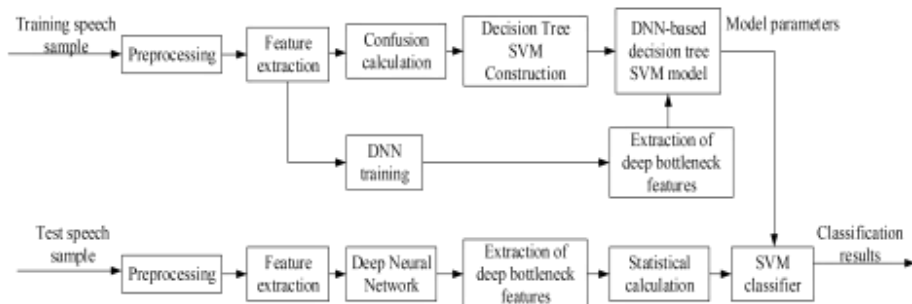 Training speech
sample
Preprocessing
Feature
extraction
Confusion
calculation
Decision Tree
SVM
Construction
DNN-based
decision tree
SVM model
Model parameters
DNN
training
Extraction of
deep bottleneck
features
Test speech
sample
Preprocessing
Feature
extraction
Deep Neural
Network
Extraction of
deep bottleneck
features
Statistical
calculation
SVM
classifier
Classification
results